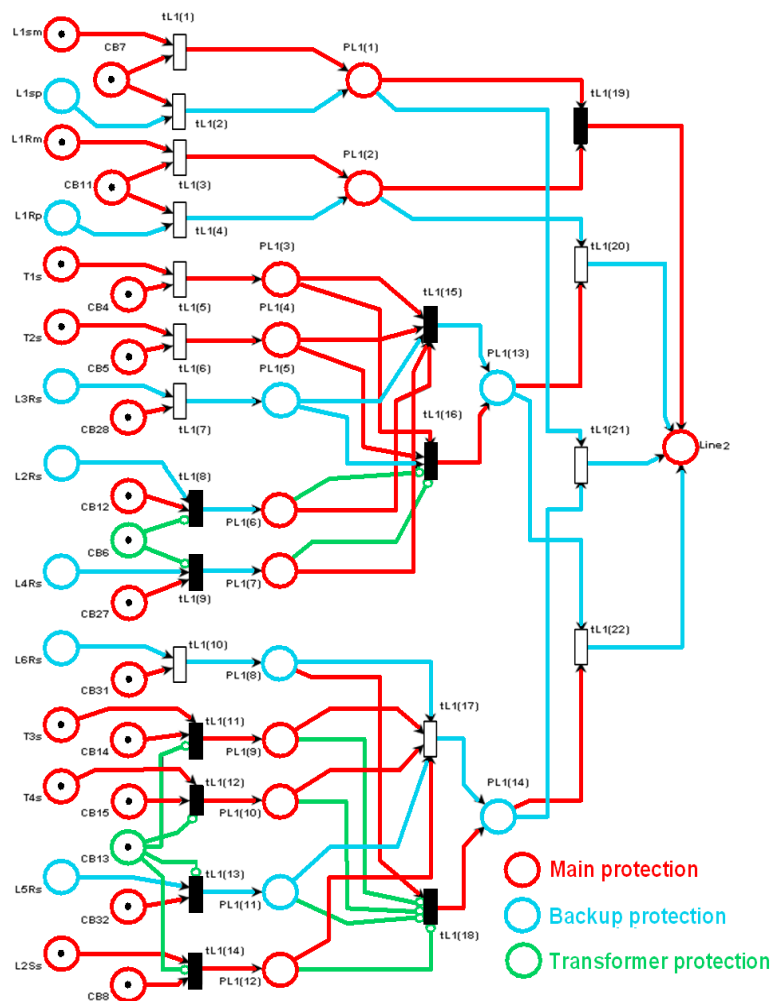 tL1(1)
L1sm
CB7
PL1(1)
L1sp
tL1(19)
tL1(2)
L1Rm
PL1(2)
CB11
tL1(3)
L1Rp
tL1(4)
PL1(3)
tL1(20)
T1s
CB4
tL1(5)
PL1(4)
tL1(15)
T2s
CB5
tL1(6)
PL1(5)
PL1(13)
L3Rs
CB28
tL1(7)
tL1(16)
tL1(21)
Line2
L2Rs
tL1(8)
CB12
PL1(6)
CB6
L4Rs
tL1(9)
PL1(7)
CB27
tL1(22)
L6Rs
tL1(10)
PL1(8)
CB31
tL1(17)
T3s
tL1(11)
CB14
PL1(9)
T4s
tL1(12)
PL1(14)
CB15
PL1(10)
CB13
tL1(13)
Main protection
L5Rs
PL1(11)
CB32
Backup protection
tL1(18)
L2Ss
tL1(14)
PL1(12)
Transformer protection
CB8